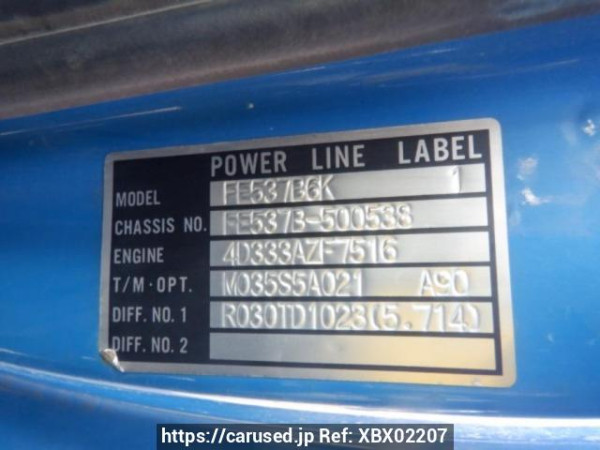 POWER LINE LABEL
MODEL FE537B6K 1
CHASSIS NO. FE537B-500538
ENGINE 4D333AZF7516
T/M·OPT. M035S5A021 A90
DIFF. NO. 1 R030TD1023(5.714)
DIFF. NO. 2
https://carused.jp Ref: XBX02207